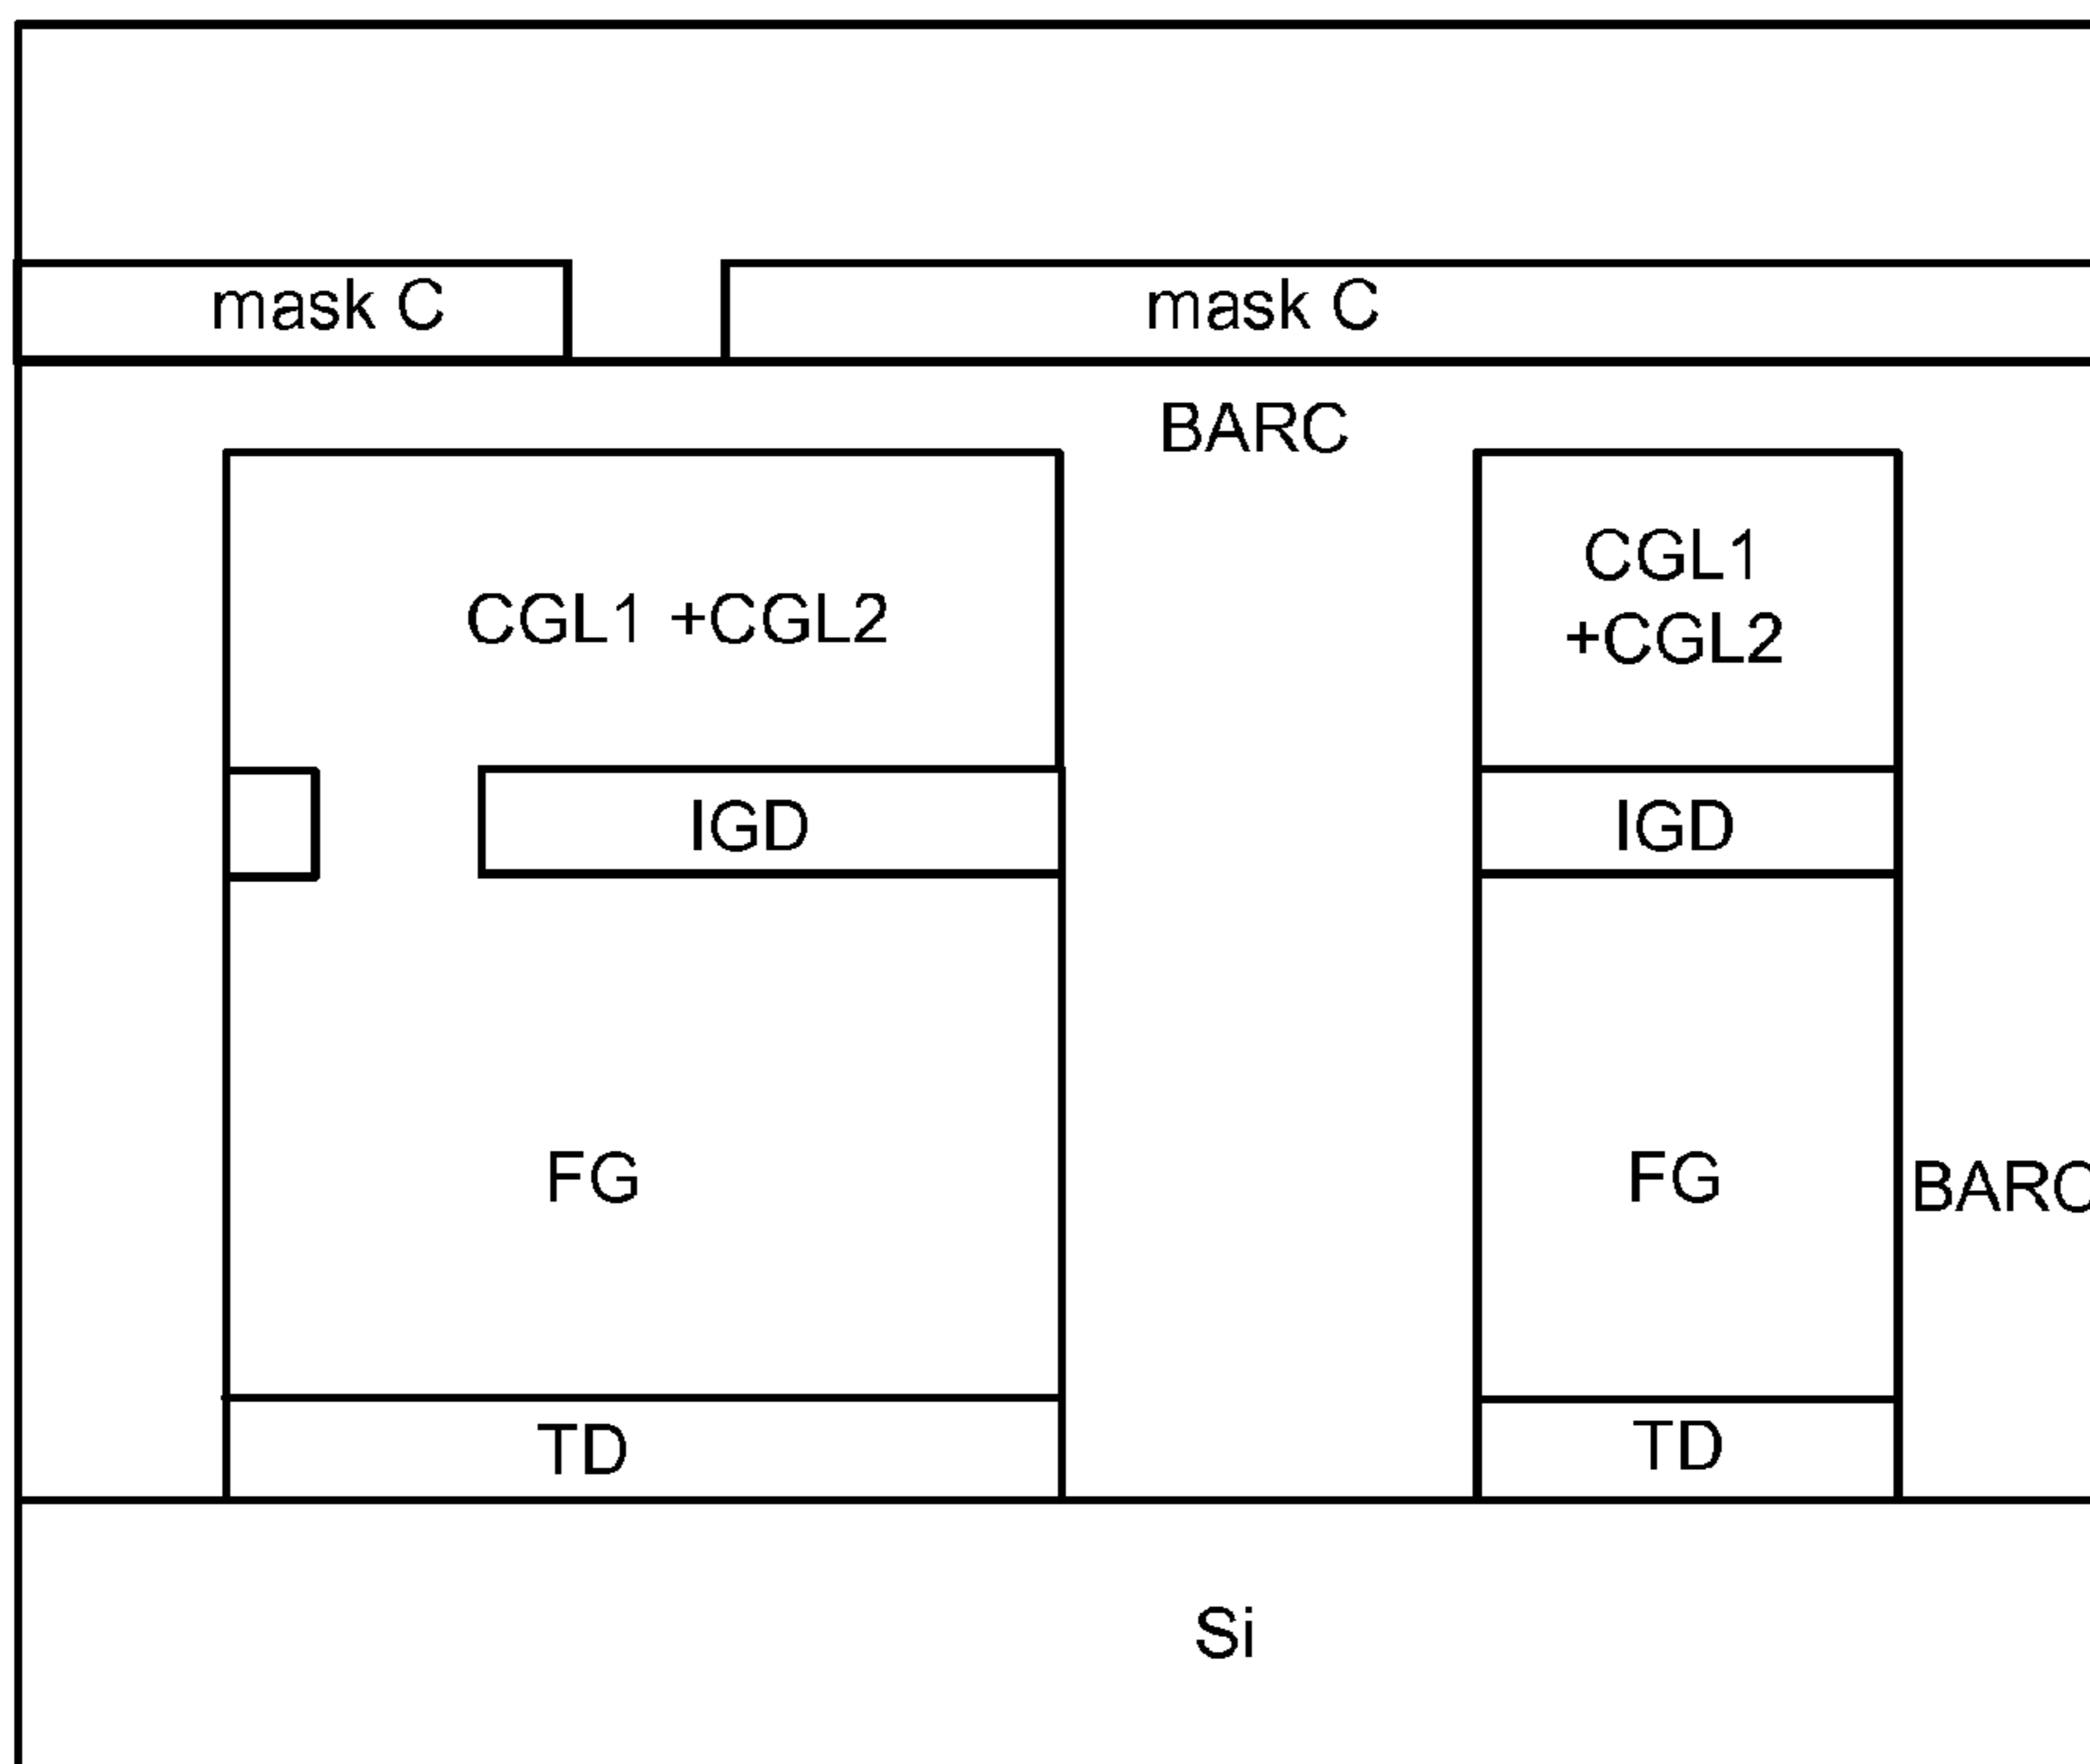 mask C
mask C
BARC
CGL1 +CGL2
CGL1
+CGL2
IGD
IGD
FG
FG
BARC
TD
TD
Si